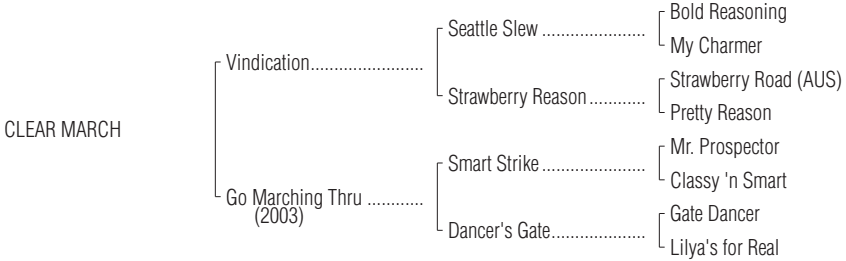 Bold Reasoning
Seattle Slew ......................
My Charmer
Vindication........................
Strawberry Road (AUS)
Strawberry Reason............
Pretty Reason
CLEAR MARCH
Mr. Prospector
Smart Strike......................
Classy 'n Smart
Go Marching Thru ............
(2003)
Gate Dancer
Dancer's Gate....................
Lilya's for Real